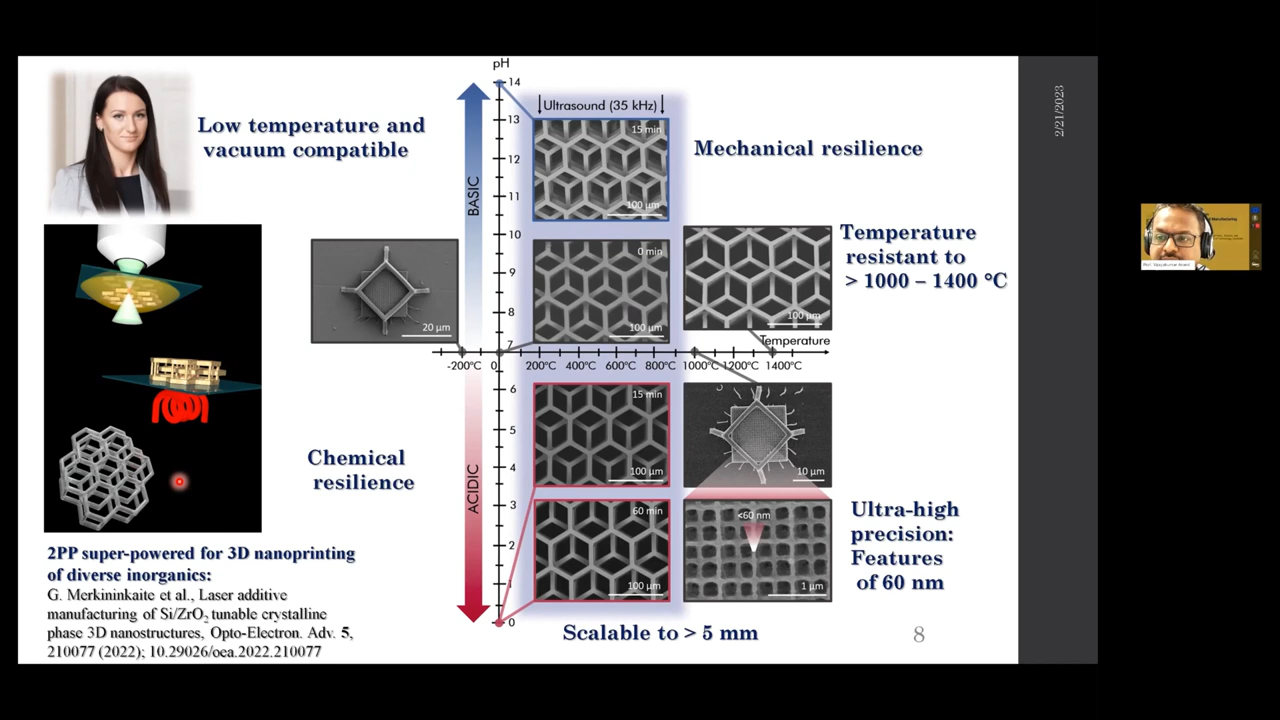 Low temperature and
vacuum compatible
2PP super-powered for 3D nanoprinting
of diverse inorganics:
G. Merkininkaite et al., Laser additive
manufacturing of Si/ZrO2 tunable crystalline
phase 3D nanostructures, Opto-Electron. Adv. 5,
210077 (2022); 10.29026/oea.2022.210077
Chemical
resilience
20 µm
pH
14
13
12
11
10
9
8
7
6
5
4
3
2
1
0
BASIC
ACIDIC
Ultrasound (35 kHz)
15 min
100 µm
0 min
100 µm
-200°C 0 200°C 400°C 600°C 800°C 1000°C 1200°C 1400°C
Temperature
15 min
100 µm
60 min
100 µm
Scalable to > 5 mm
Mechanical resilience
100 µm
Temperature
resistant to
> 1000 – 1400 °C
10 µm
<60 nm
1 µm
Ultra-high
precision:
Features
of 60 nm
8
2/21/2023